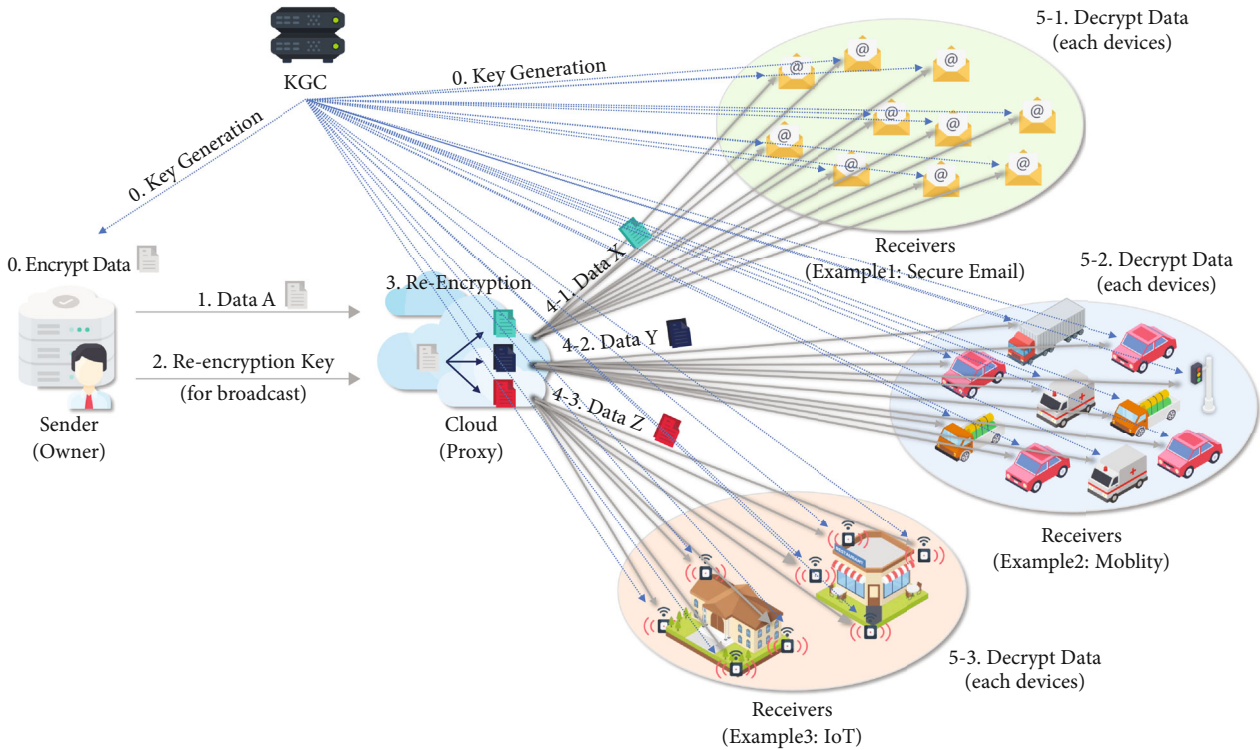 5-1. Decrypt Data
(each devices)
KGC
0. Key Generation
0. Key Generation
@
@
@
@
@
@
@
@
@
@
Receivers
(Example1: Secure Email)
0. Encrypt Data
1. Data A
2. Re-encryption Key
(for broadcast)
Sender
(Owner)
3. Re-Encryption
Cloud
(Proxy)
4-1. Data X
4-2. Data Y
4-3. Data Z
5-2. Decrypt Data
(each devices)
Receivers
(Example2: Moblity)
5-3. Decrypt Data
(each devices)
Receivers
(Example3: IoT)